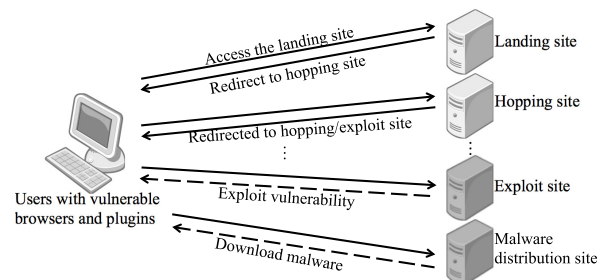 Access the landing site
Landing site
Redirect to hopping site
Hopping site
Redirected to hopping/exploit site
Exploit site
Exploit vulnerability
Users with vulnerable
browsers and plugins
Malware
distribution site
Download malware